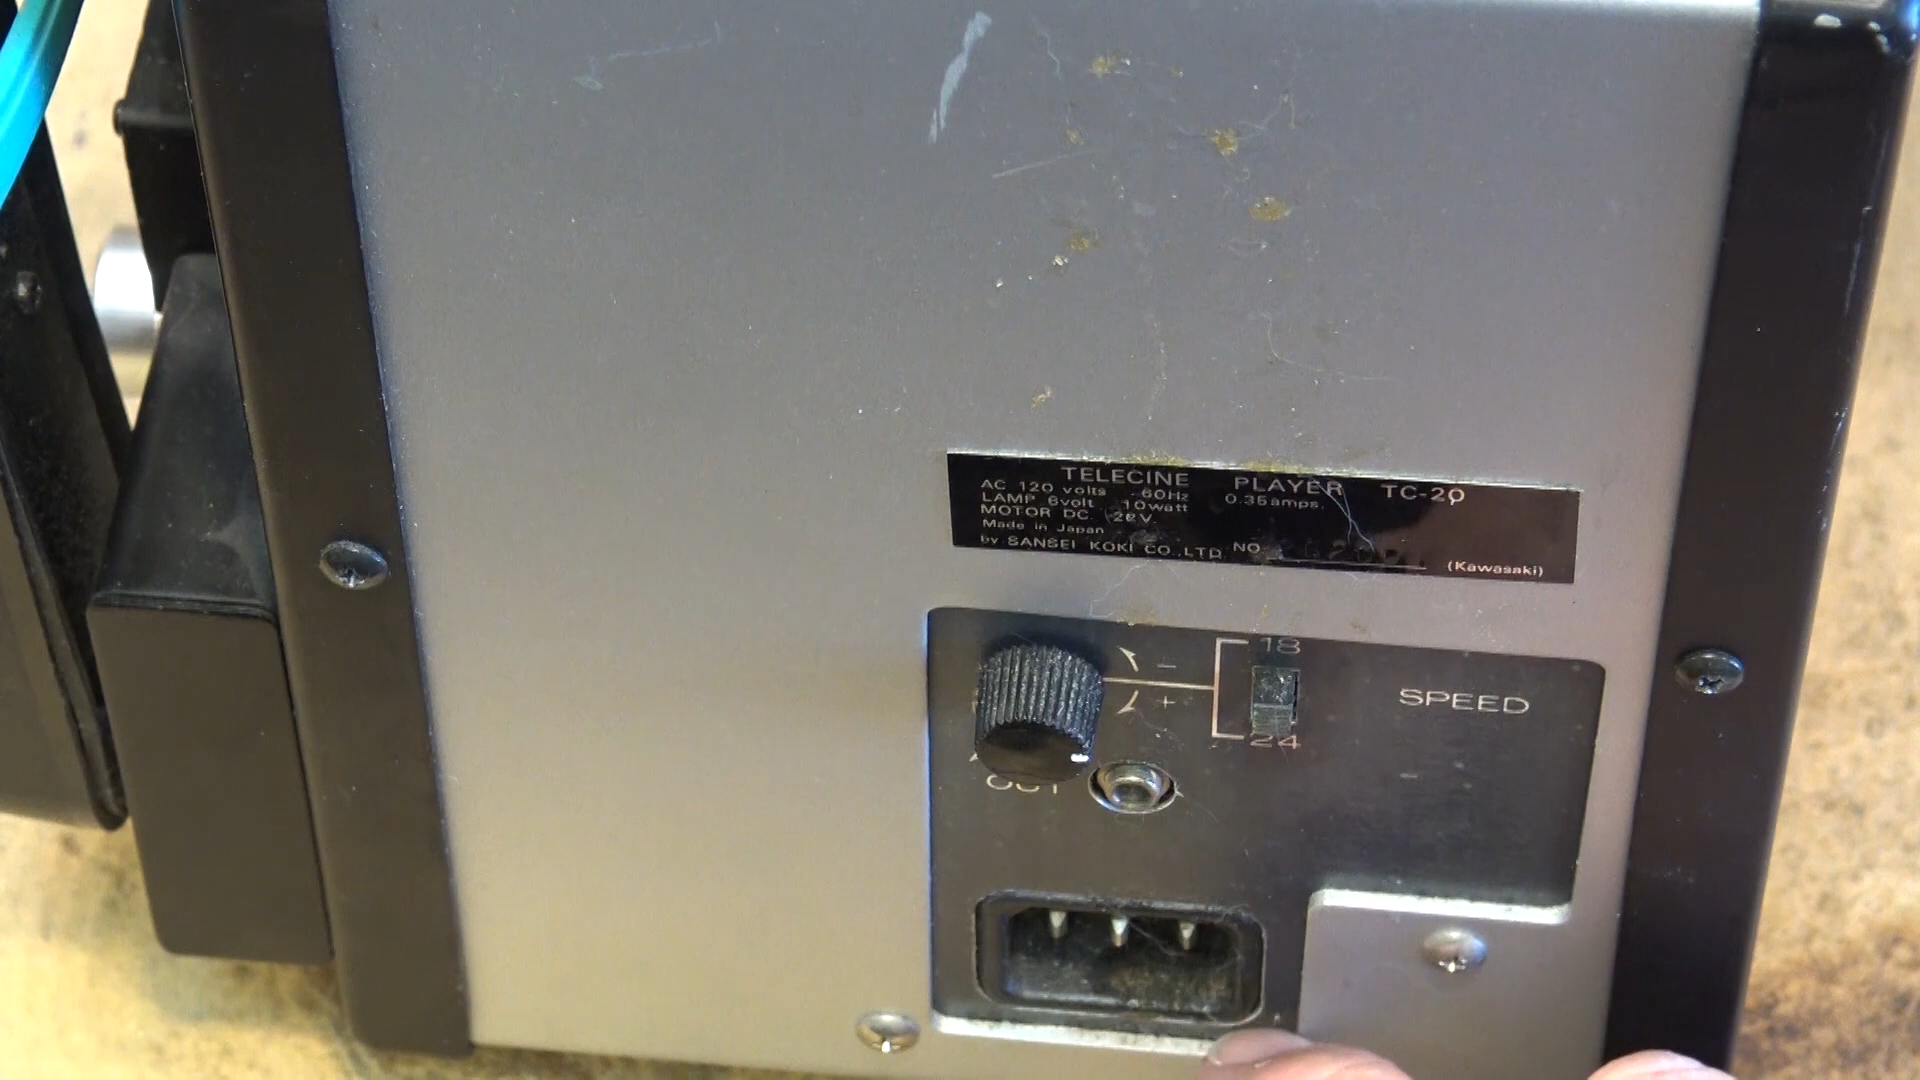 TELECINE PLAYER TC-20
AC 120 volts 60Hz 0.35amps.
LAMP 6volt 10watt
MOTOR DC.
Made in Japan
by SANSEI KOKI CO.,LTD. NO.
(Kawasaki)
18
−
+
SPEED
24
OUT